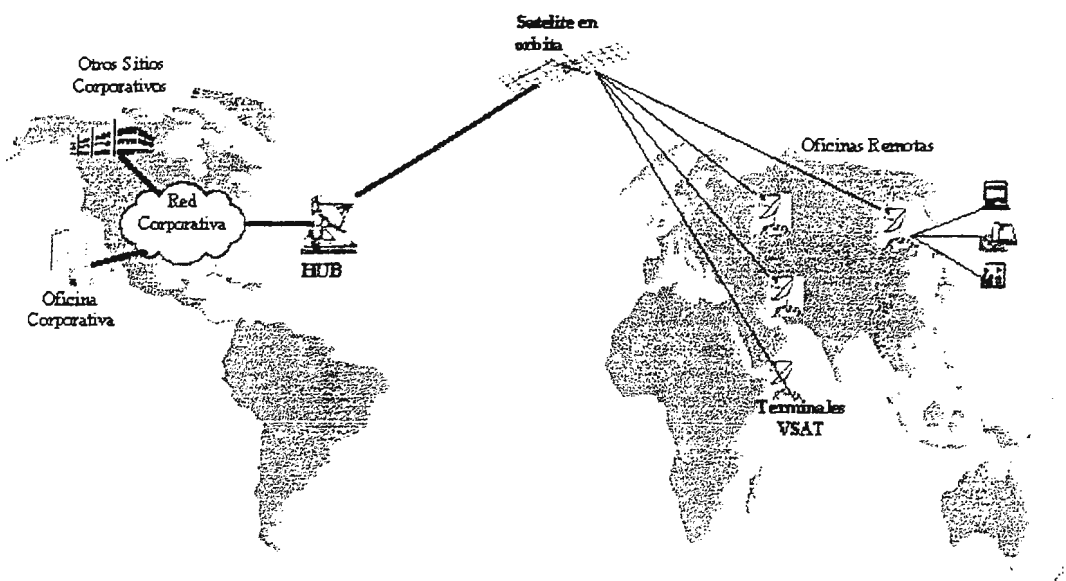 Satelite en
orbita
Otros Sitios
Corporativos
Oficinas Remotas
Red
Corporativa
HUB
Oficina
Corporativa
Terminales
VSAT